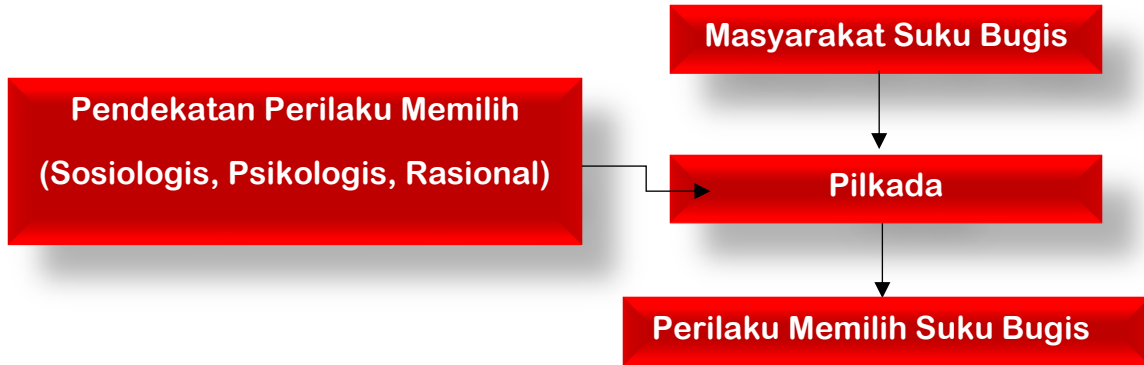 Masyarakat Suku Bugis
Pendekatan Perilaku Memilih
(Sosiologis, Psikologis, Rasional)
Pilkada
Perilaku Memilih Suku Bugis